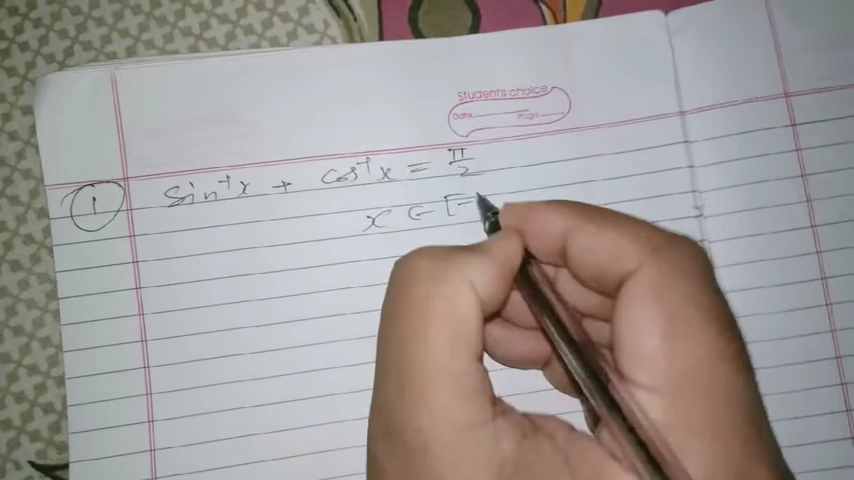 Students choice
Date Page
① sin⁻¹x + cos⁻¹x = π/2
x ∈ [-